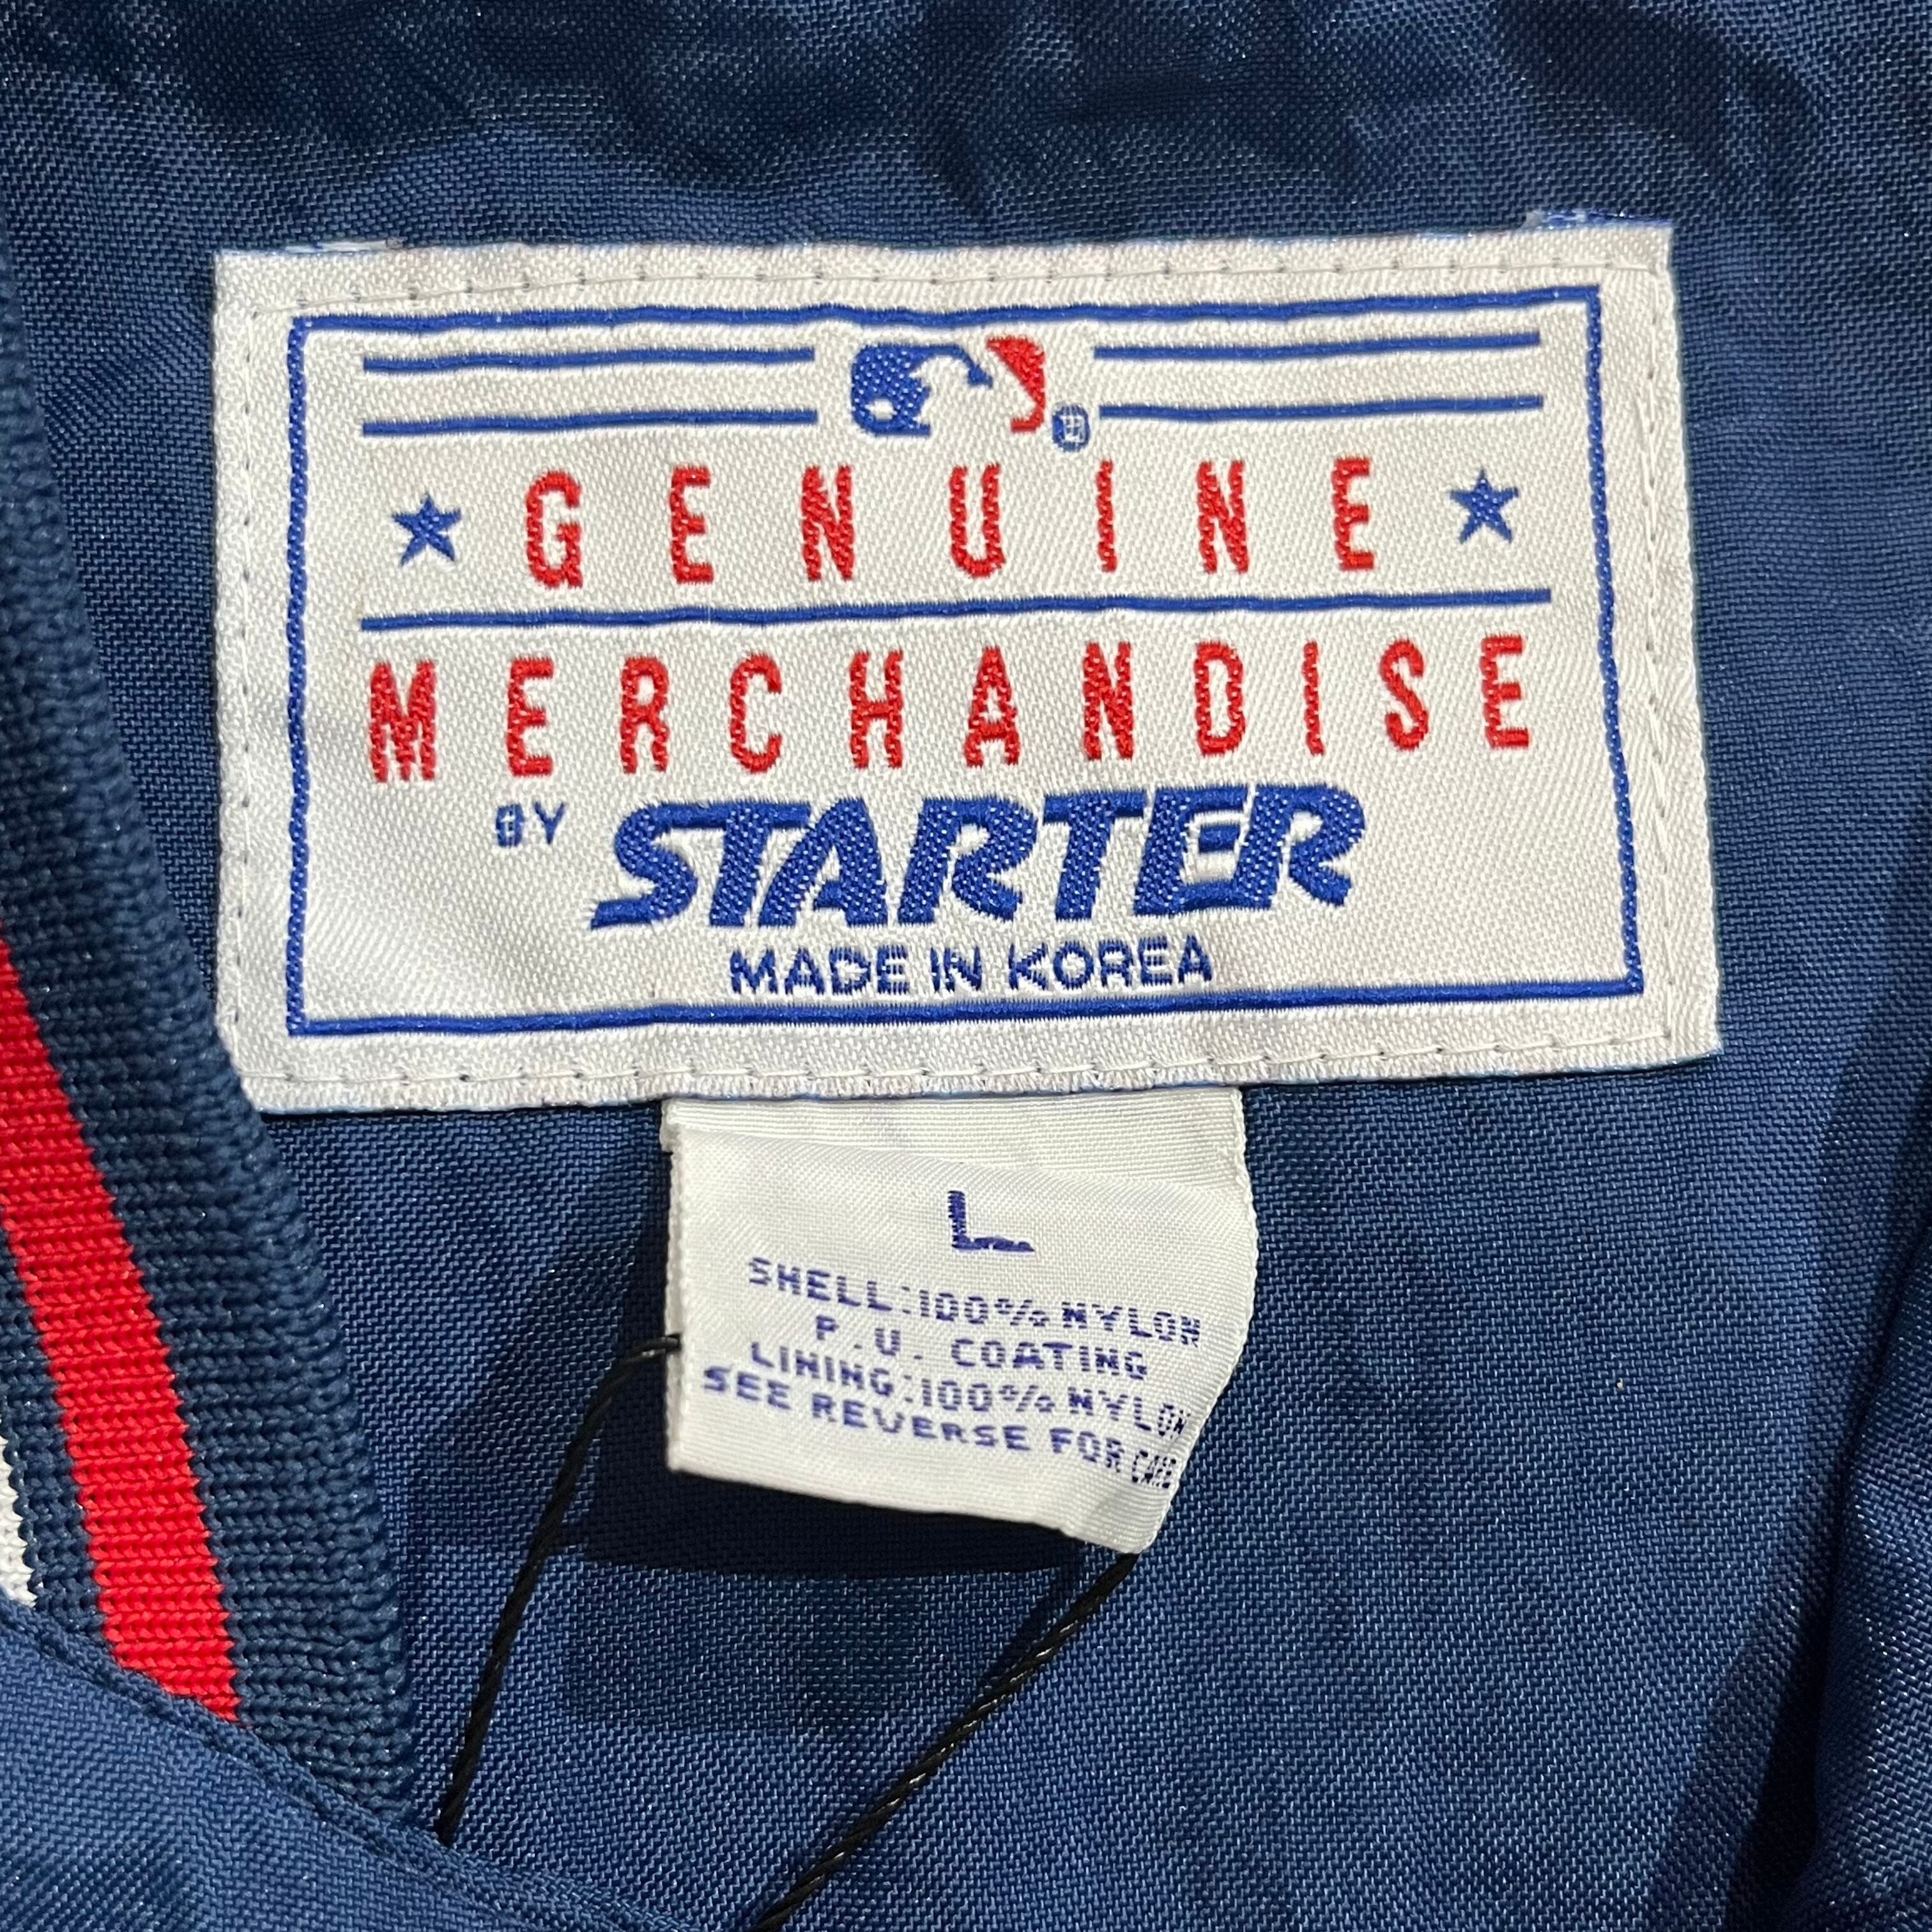 GENUINE
MERCHANDISE
BY STARTER
MADE IN KOREA
L
SHELL:100% NYLON
P.U. COATING
LINING:100% NYLON
SEE REVERSE FOR CARE